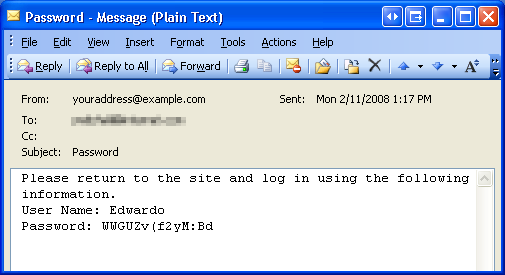 Password - Message (Plain Text)
File Edit View Insert Format Tools Actions Help
Reply Reply to All Forward
From: youraddress@example.com Sent: Mon 2/11/2008 1:17 PM
To:
Cc:
Subject: Password
Please return to the site and log in using the following
information.
User Name: Edwardo
Password: WWGUZv(f2yM:Bd